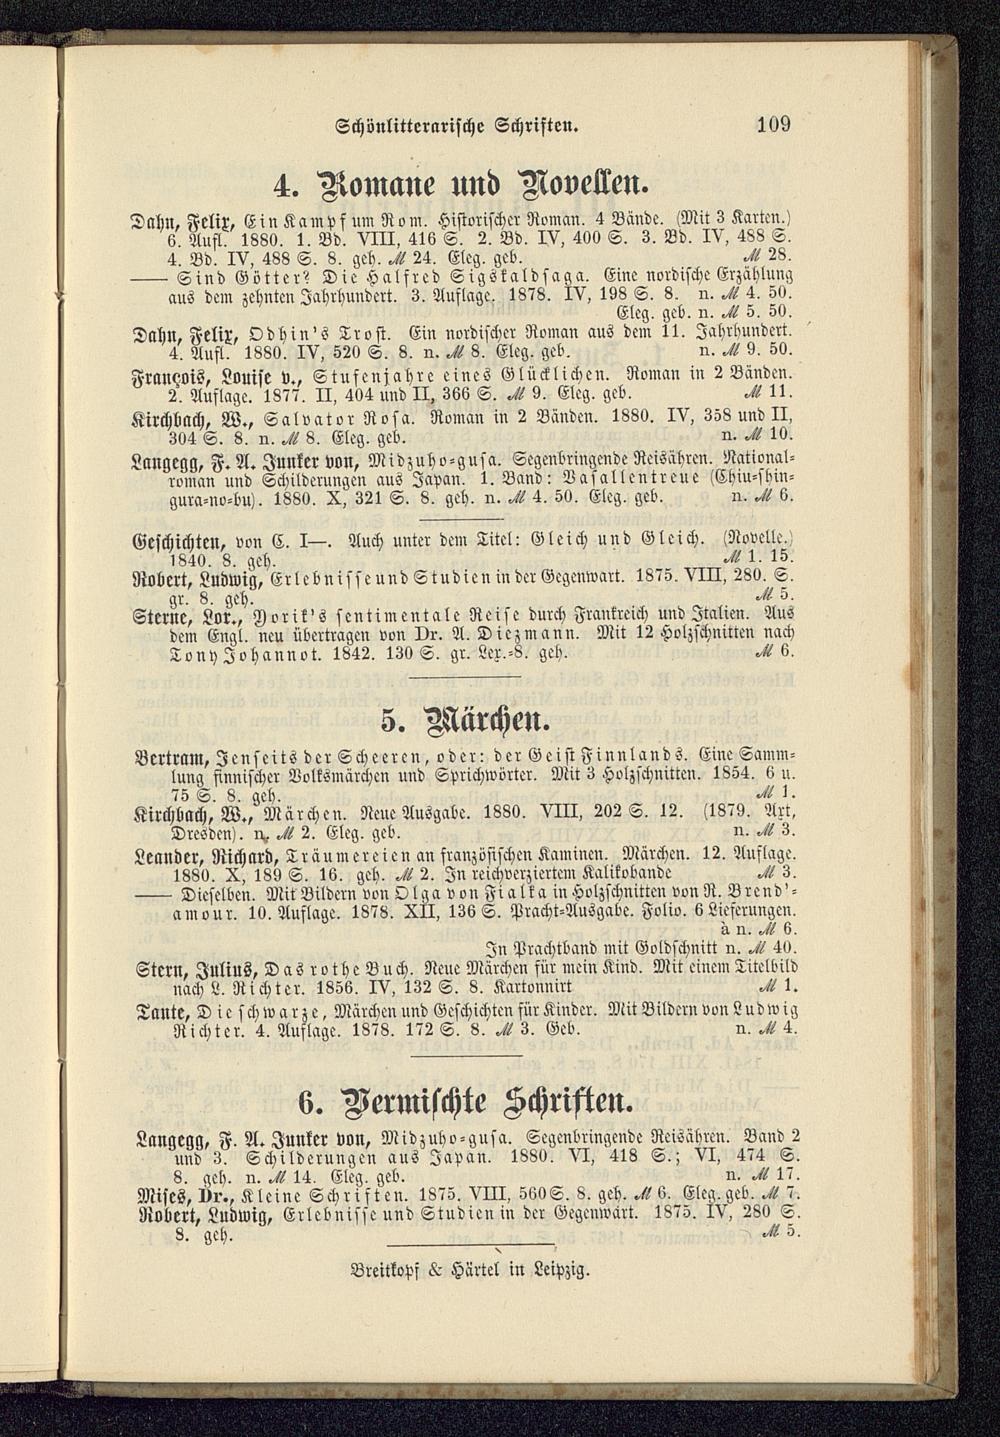 Schönlitterarische Schriften. 109
4. Romane und Novellen.
Dahn, Felix, Ein Kampf um Rom. Historischer Roman. 4 Bände. (Mit 3 Karten.)
6. Aufl. 1880. 1. Bd. VIII, 416 S. 2. Bd. IV, 400 S. 3. Bd. IV, 488 S.
4. Bd. IV, 488 S. 8. geh. ℳ 24. Eleg. geb. ℳ 28.
—— Sind Götter? Die Halfred Sigskaldsaga. Eine nordische Erzählung
aus dem zehnten Jahrhundert. 3. Auflage. 1878. IV, 198 S. 8. n. ℳ 4. 50.
Eleg. geb. n. ℳ 5. 50.
Dahn, Felix, Odhin's Trost. Ein nordischer Roman aus dem 11. Jahrhundert.
4. Aufl. 1880. IV, 520 S. 8. n. ℳ 8. Eleg. geb. n. ℳ 9. 50.
François, Louise v., Stufenjahre eines Glücklichen. Roman in 2 Bänden.
2. Auflage. 1877. II, 404 und II, 366 S. ℳ 9. Eleg. geb. ℳ 11.
Kirchbach, W., Salvator Rosa. Roman in 2 Bänden. 1880. IV, 358 und II,
304 S. 8. n. ℳ 8. Eleg. geb. n. ℳ 10.
Langegg, F. A. Junker von, Midzuho-gusa. Segenbringende Reisähren. National-
roman und Schilderungen aus Japan. 1. Band: Vasallentreue (Chiu-shin-
gura-no-bu). 1880. X, 321 S. 8. geh. n. ℳ 4. 50. Eleg. geb. n. ℳ 6.
Geschichten, von C. I—. Auch unter dem Titel: Gleich und Gleich. (Novelle.)
1840. 8. geh. ℳ 1. 15.
Robert, Ludwig, Erlebnisse und Studien in der Gegenwart. 1875. VIII, 280. S.
gr. 8. geh. ℳ 5.
Sterne, Lor., Yorik's sentimentale Reise durch Frankreich und Italien. Aus
dem Engl. neu übertragen von Dr. A. Diezmann. Mit 12 Holzschnitten nach
Tony Johannot. 1842. 130 S. gr. Lex.-8. geh. ℳ 6.
5. Märchen.
Bertram, Jenseits der Scheeren, oder: der Geist Finnlands. Eine Samm-
lung finnischer Volksmärchen und Sprichwörter. Mit 3 Holzschnitten. 1854. 6 u.
75 S. 8. geh. ℳ 1.
Kirchbach, W., Märchen. Neue Ausgabe. 1880. VIII, 202 S. 12. (1879. Axt,
Dresden). n. ℳ 2. Eleg. geb. n. ℳ 3.
Leander, Richard, Träumereien an französischen Kaminen. Märchen. 12. Auflage.
1880. X, 189 S. 16. geh. ℳ 2. In reichverziertem Kalikobande ℳ 3.
—— Dieselben. Mit Bildern von Olga von Fialka in Holzschnitten von R. Brend'-
amour. 10. Auflage. 1878. XII, 136 S. Pracht-Ausgabe. Folio. 6 Lieferungen.
à n. ℳ 6.
In Prachtband mit Goldschnitt n. ℳ 40.
Stern, Julius, Das rothe Buch. Neue Märchen für mein Kind. Mit einem Titelbild
nach L. Richter. 1856. IV, 132 S. 8. Kartonnirt ℳ 1.
Tante, Die schwarze, Märchen und Geschichten für Kinder. Mit Bildern von Ludwig
Richter. 4. Auflage. 1878. 172 S. 8. ℳ 3. Geb. n. ℳ 4.
6. Vermischte Schriften.
Langegg, F. A. Junker von, Midzuho-gusa. Segenbringende Reisähren. Band 2
und 3. Schilderungen aus Japan. 1880. VI, 418 S.; VI, 474 S.
8. geh. n. ℳ 14. Eleg. geb. n. ℳ 17.
Mises, Dr., Kleine Schriften. 1875. VIII, 560 S. 8. geh. ℳ 6. Eleg. geb. ℳ 7.
Robert, Ludwig, Erlebnisse und Studien in der Gegenwart. 1875. IV, 280 S.
8. geh. ℳ 5.
Breitkopf & Härtel in Leipzig.